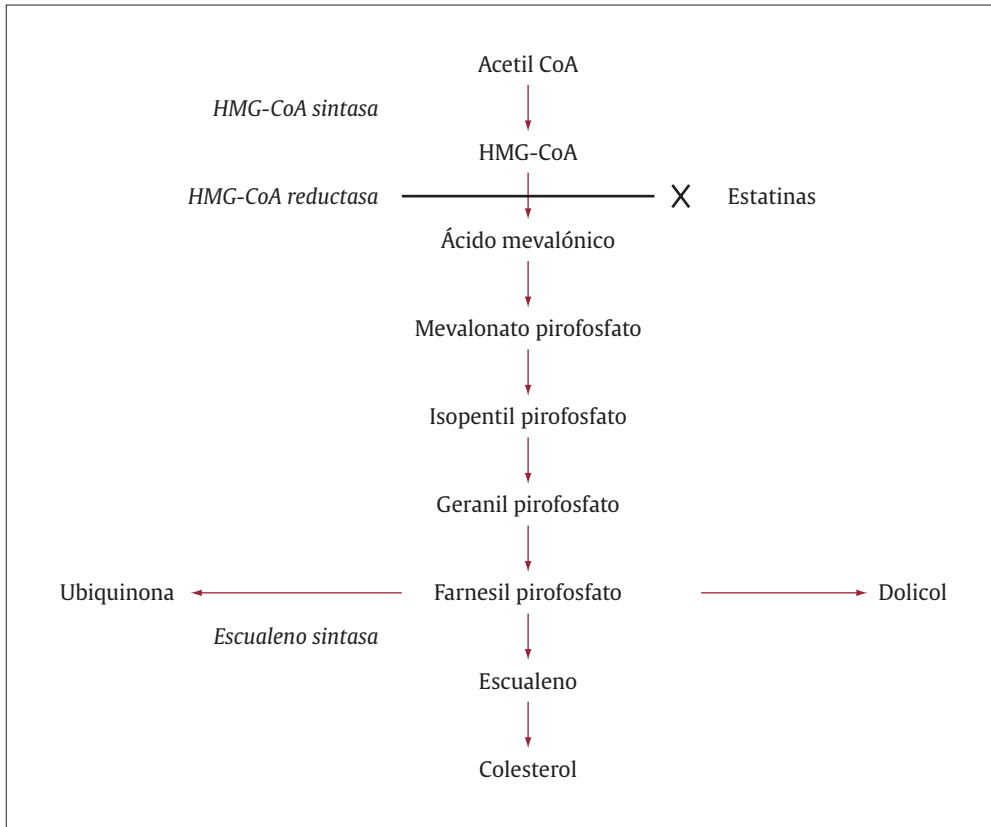 Acetil CoA
HMG-CoA sintasa
HMG-CoA
HMG-CoA reductasa
X Estatinas
Ácido mevalónico
Mevalonato pirofosfato
Isopentil pirofosfato
Geranil pirofosfato
Ubiquinona
Farnesil pirofosfato
Dolicol
Escualeno sintasa
Escualeno
Colesterol